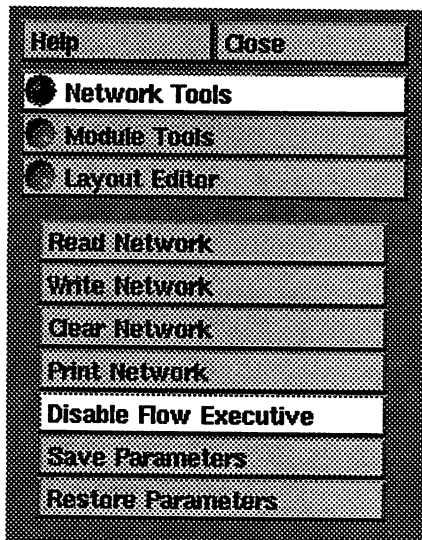 Help Close
Network Tools
Module Tools
Layout Editor
Read Network
Write Network
Clear Network
Print Network
Disable Flow Executive
Save Parameters
Restore Parameters